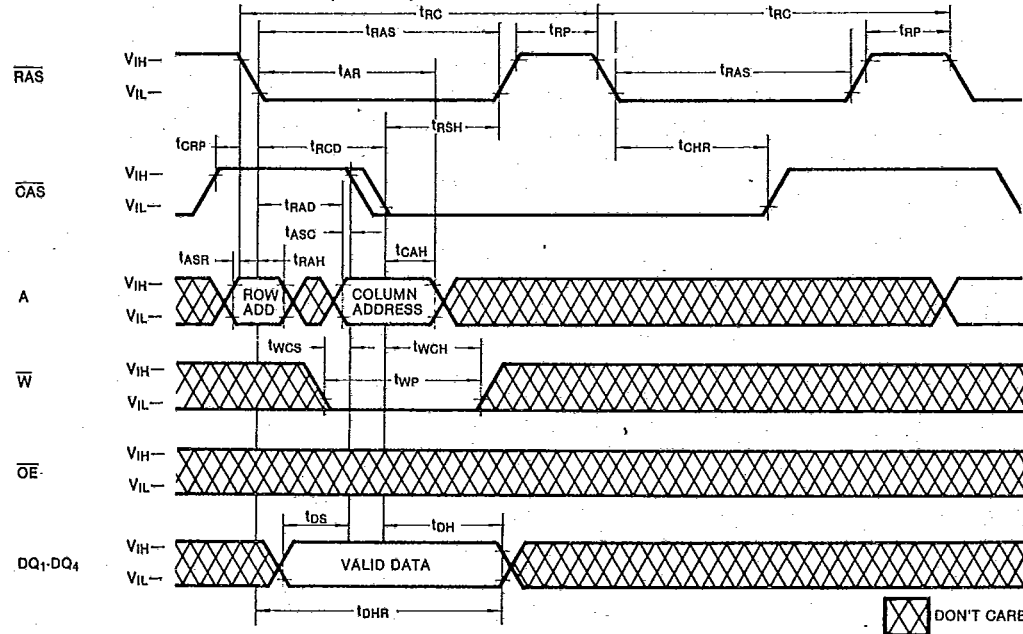 tRC tRC
tRAS tRP tRP
RAS VIH VIL tAR tRAS
tRSH
tCRP tRCD tCHR
CAS VIH VIL
tRAD
tASC
tASR tRAH tCAH
A VIH VIL ROW ADD COLUMN ADDRESS
tWCS tWCH
W VIH VIL tWP
OE VIH VIL
tDS tDH
DQ1-DQ4 VIH VIL VALID DATA
tDHR
DON'T CARE